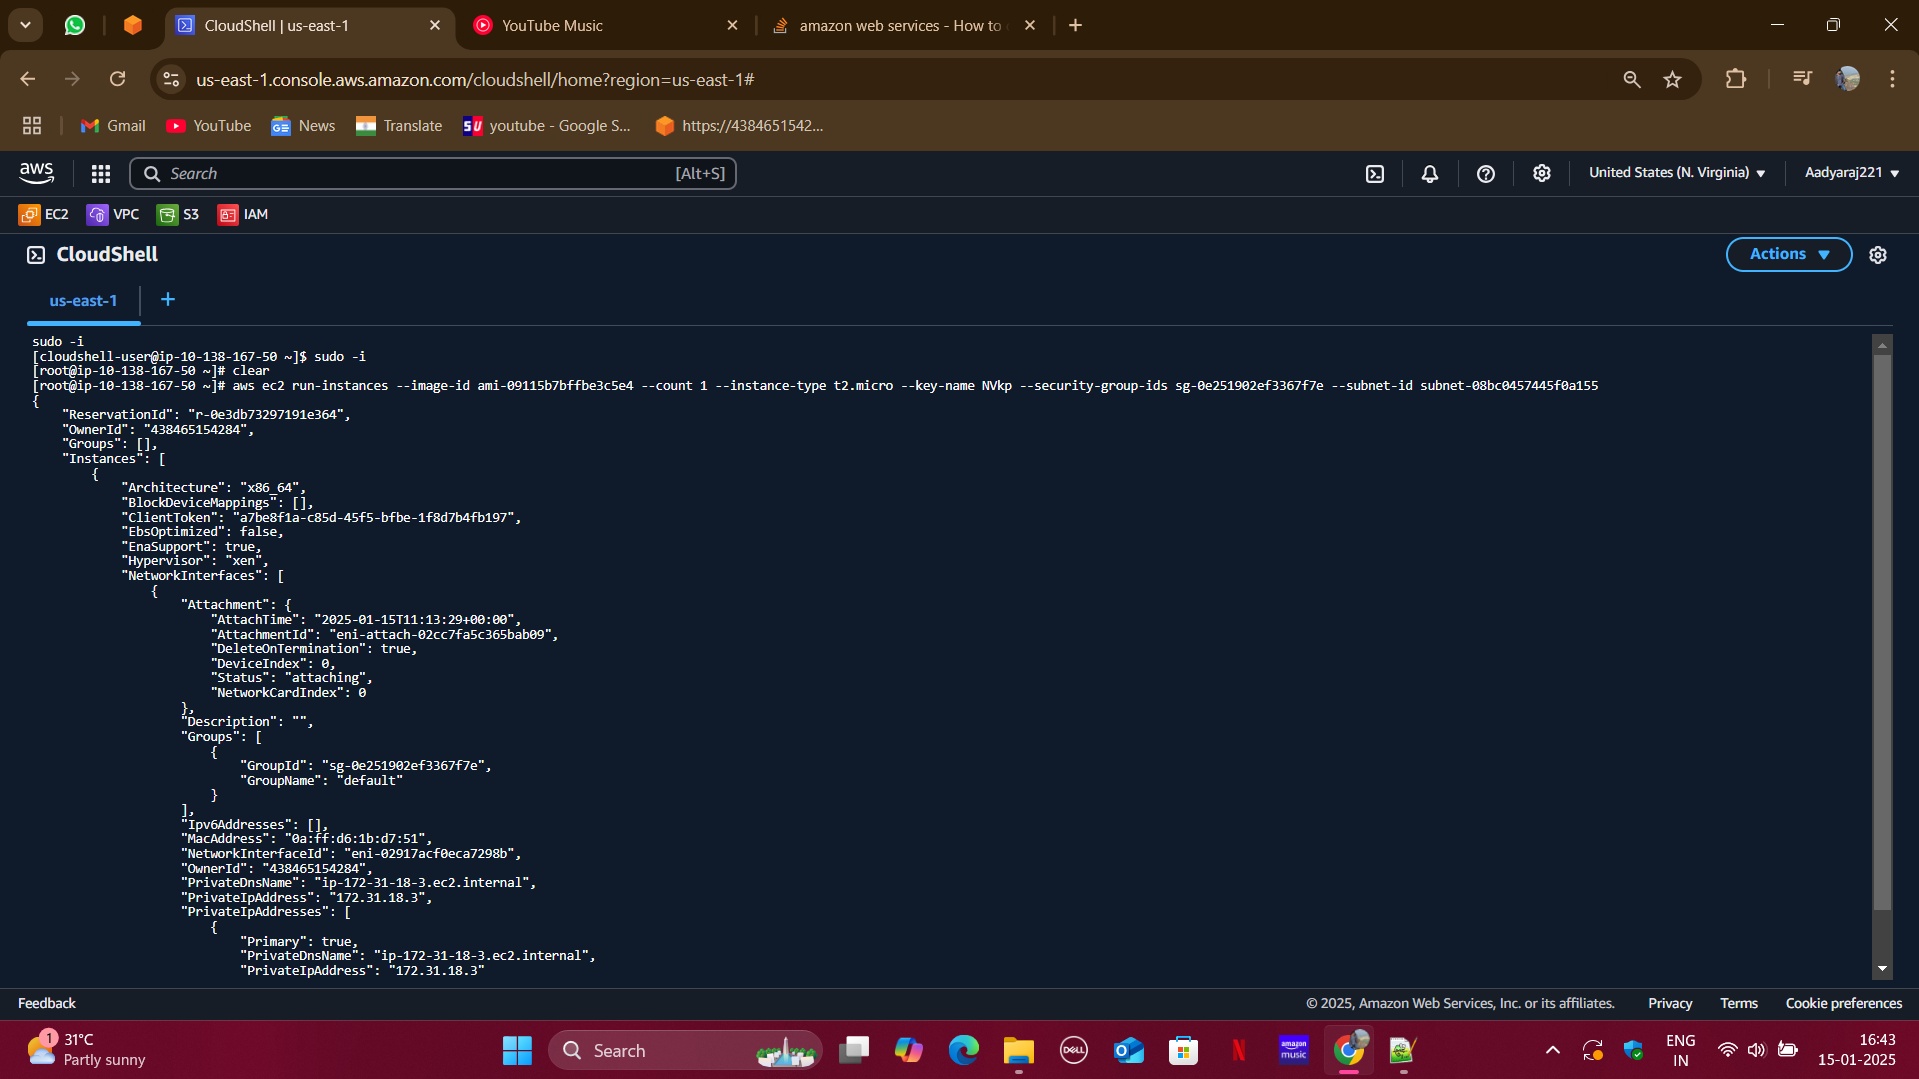 CloudShell | us-east-1
YouTube Music
amazon web services - How to
us-east-1.console.aws.amazon.com/cloudshell/home?region=us-east-1#
Gmail
YouTube
News
Translate
SU
youtube - Google S...
https://4384651542...
aws
Search
[Alt+S]
United States (N. Virginia)
Aadyaraj221
EC2
VPC
S3
IAM
CloudShell
Actions
us-east-1
sudo -i
[cloudshell-user@ip-10-138-167-50 ~]$ sudo -i
[root@ip-10-138-167-50 ~]# clear
[root@ip-10-138-167-50 ~]# aws ec2 run-instances --image-id ami-09115b7bffbe3c5e4 --count 1 --instance-type t2.micro --key-name NVkp --security-group-ids sg-0e251902ef3367f7e --subnet-id subnet-08bc0457445f0a155
{
"ReservationId": "r-0e3db73297191e364",
"OwnerId": "438465154284",
"Groups": [],
"Instances": [
{
"Architecture": "x86_64",
"BlockDeviceMappings": [],
"ClientToken": "a7be8f1a-c85d-45f5-bfbe-1f8d7b4fb197",
"EbsOptimized": false,
"EnaSupport": true,
"Hypervisor": "xen",
"NetworkInterfaces": [
{
"Attachment": {
"AttachTime": "2025-01-15T11:13:29+00:00",
"AttachmentId": "eni-attach-02cc7fa5c365bab09",
"DeleteOnTermination": true,
"DeviceIndex": 0,
"Status": "attaching",
"NetworkCardIndex": 0
},
"Description": "",
"Groups": [
{
"GroupId": "sg-0e251902ef3367f7e",
"GroupName": "default"
}
],
"Ipv6Addresses": [],
"MacAddress": "0a:ff:d6:1b:d7:51",
"NetworkInterfaceId": "eni-02917acf0eca7298b",
"OwnerId": "438465154284",
"PrivateDnsName": "ip-172-31-18-3.ec2.internal",
"PrivateIpAddress": "172.31.18.3",
"PrivateIpAddresses": [
{
"Primary": true,
"PrivateDnsName": "ip-172-31-18-3.ec2.internal",
"PrivateIpAddress": "172.31.18.3"
Feedback
© 2025, Amazon Web Services, Inc. or its affiliates.
Privacy
Terms
Cookie preferences
1
31°C
Partly sunny
Search
DELL
amazon music
ENG
IN
16:43
15-01-2025